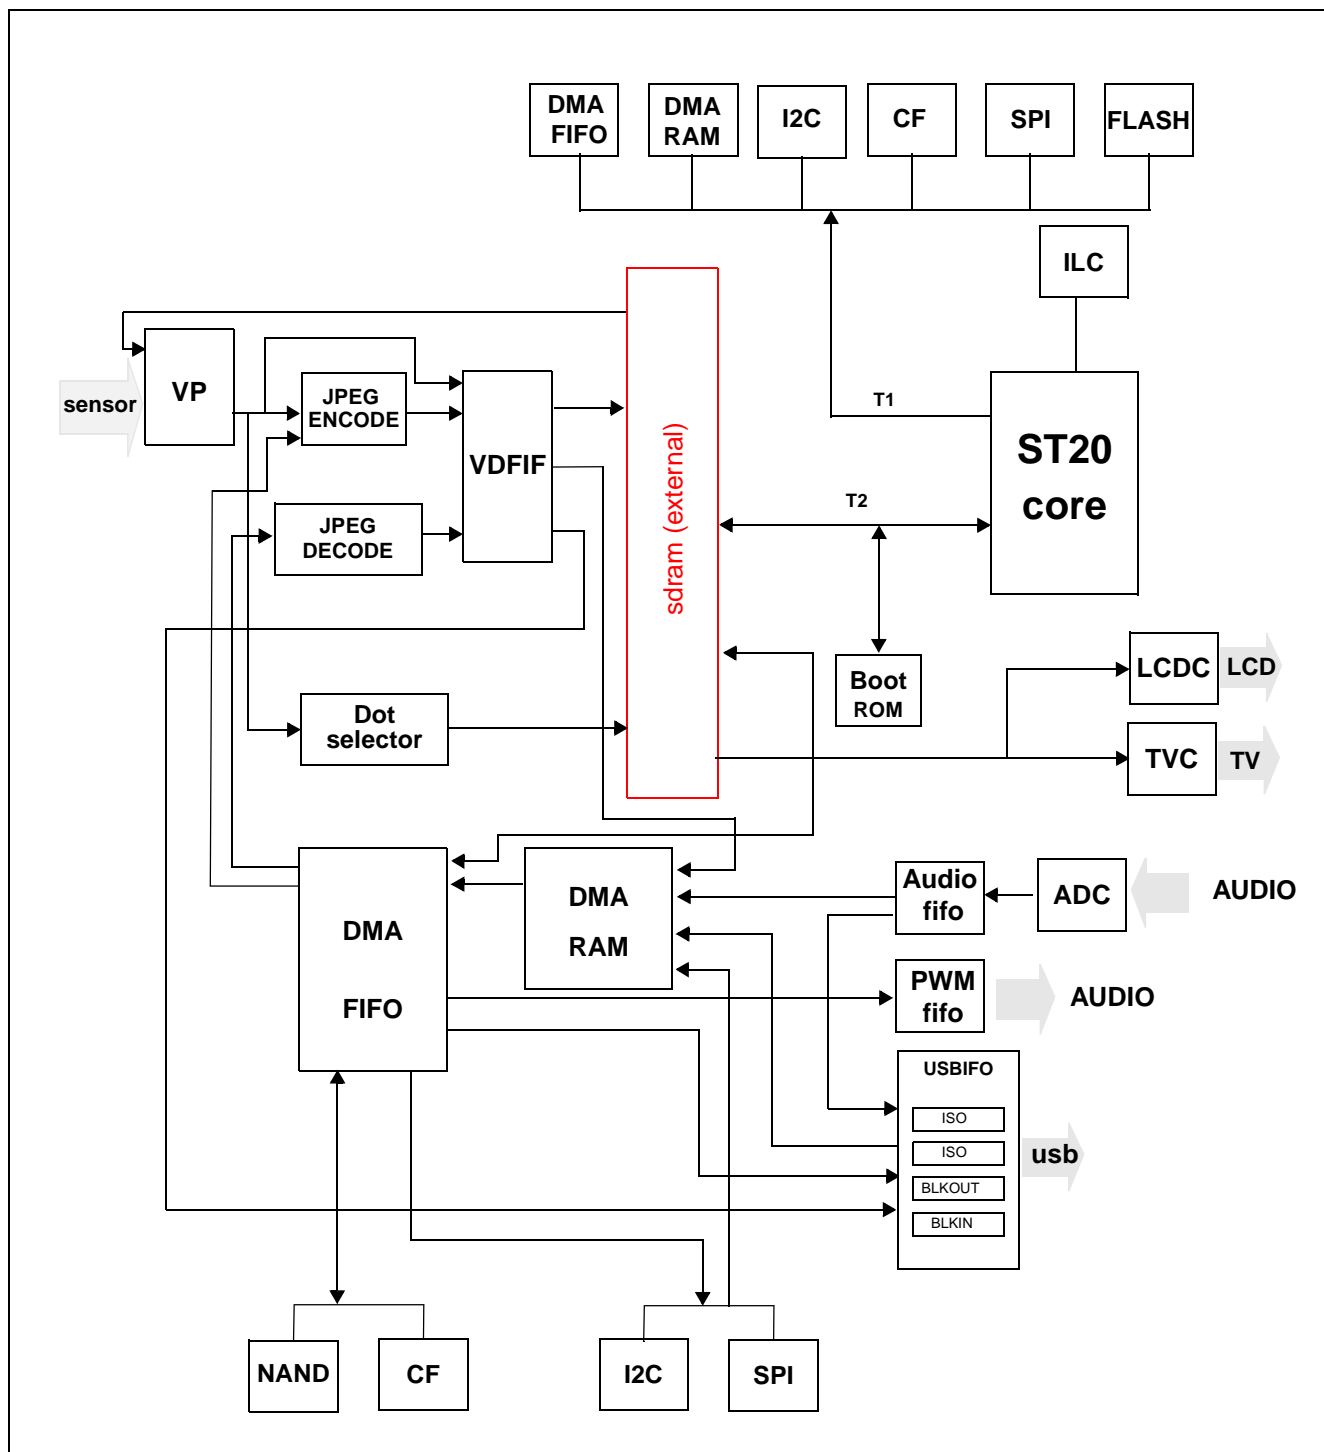 DMA
FIFO
DMA
RAM
I2C
CF
SPI
FLASH
ILC
sensor
VP
JPEG
ENCODE
VDFIF
JPEG
DECODE
sdram (external)
T1
T2
ST20
core
Boot
ROM
LCDC
LCD
TVC
TV
Dot
selector
DMA
FIFO
DMA
RAM
Audio
fifo
ADC
AUDIO
PWM
fifo
AUDIO
USBIFO
ISO
ISO
BLKOUT
BLKIN
usb
NAND
CF
I2C
SPI